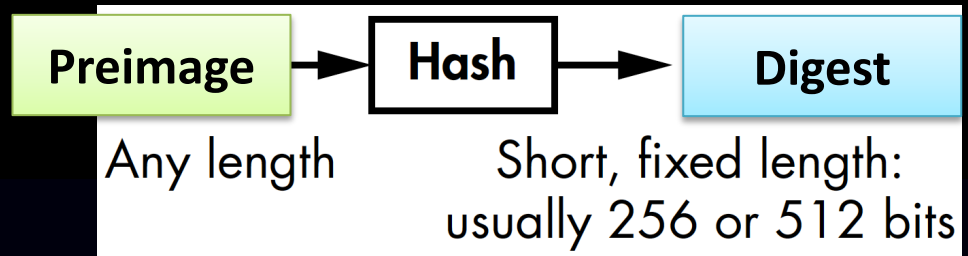 Preimage
Hash
Digest
Any length
Short, fixed length:
usually 256 or 512 bits